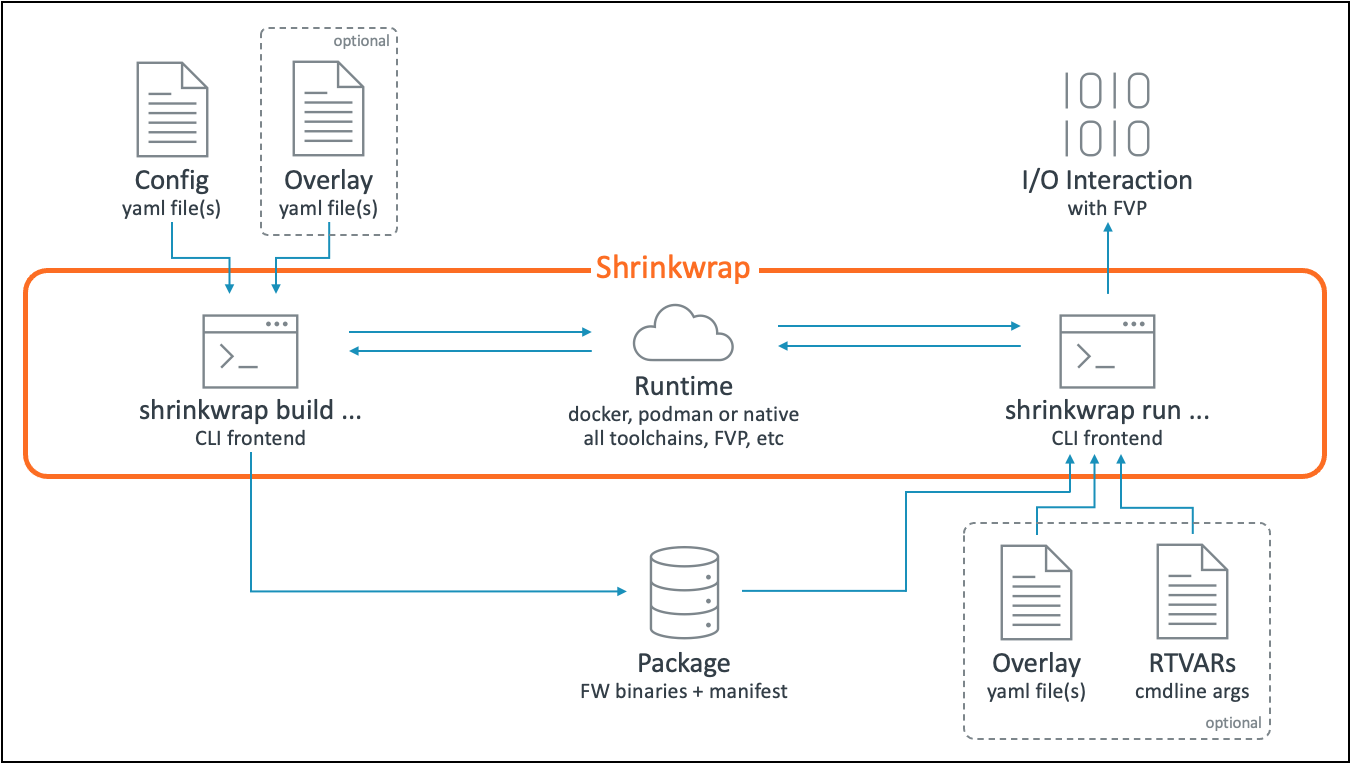 optional
Config
yaml file(s)
Overlay
yaml file(s)
IOIO
IOIO
I/O Interaction
with FVP
Shrinkwrap
>_
shrinkwrap build ...
CLI frontend
Runtime
docker, podman or native
all toolchains, FVP, etc
>_
shrinkwrap run ...
CLI frontend
Package
FW binaries + manifest
Overlay
yaml file(s)
RTVARs
cmdline args
optional